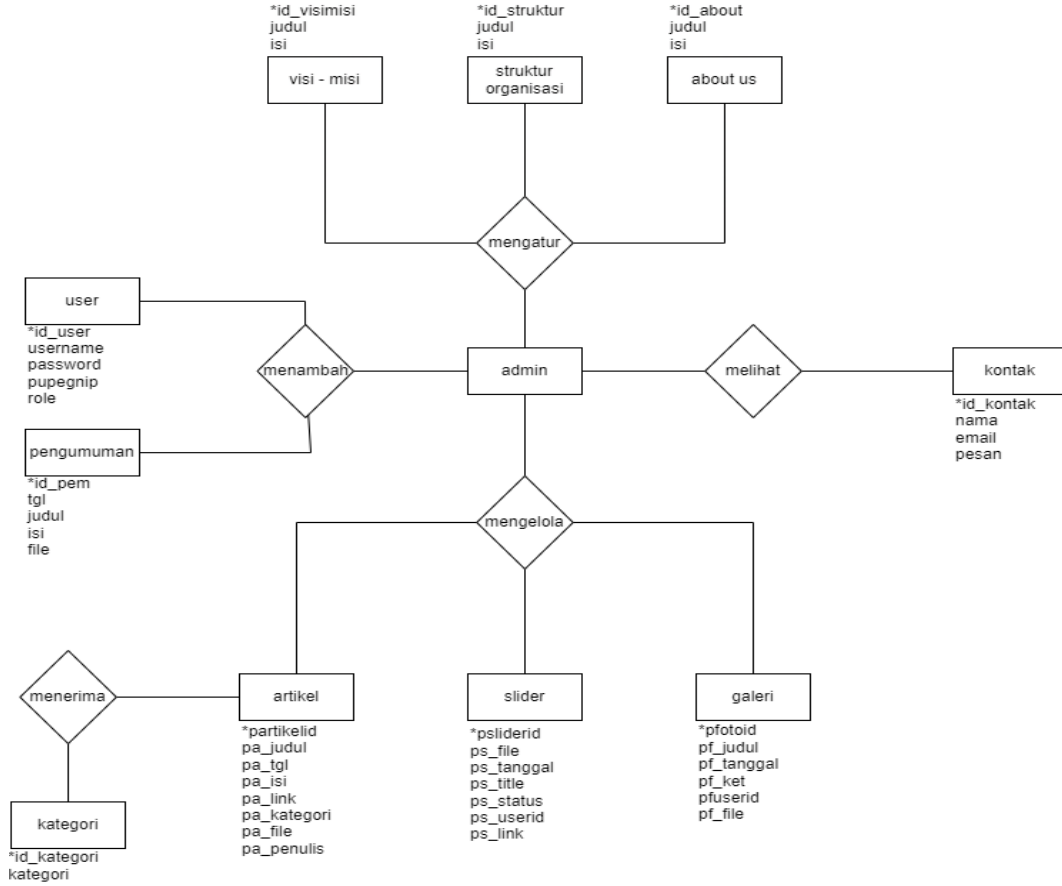 *id_visimisi
judul
isi
visi - misi
*id_struktur
judul
isi
struktur
organisasi
*id_about
judul
isi
about us
mengatur
user
*id_user
username
password
pupegnip
role
menambah
admin
melihat
kontak
*id_kontak
nama
email
pesan
pengumuman
*id_pem
tgl
judul
isi
file
mengelola
menerima
artikel
*partikelid
pa_judul
pa_tgl
pa_isi
pa_link
pa_kategori
pa_file
pa_penulis
slider
*psliderid
ps_file
ps_tanggal
ps_title
ps_status
ps_userid
ps_link
galeri
*pfotoid
pf_judul
pf_tanggal
pf_ket
pfuserid
pf_file
kategori
*id_kategori
kategori